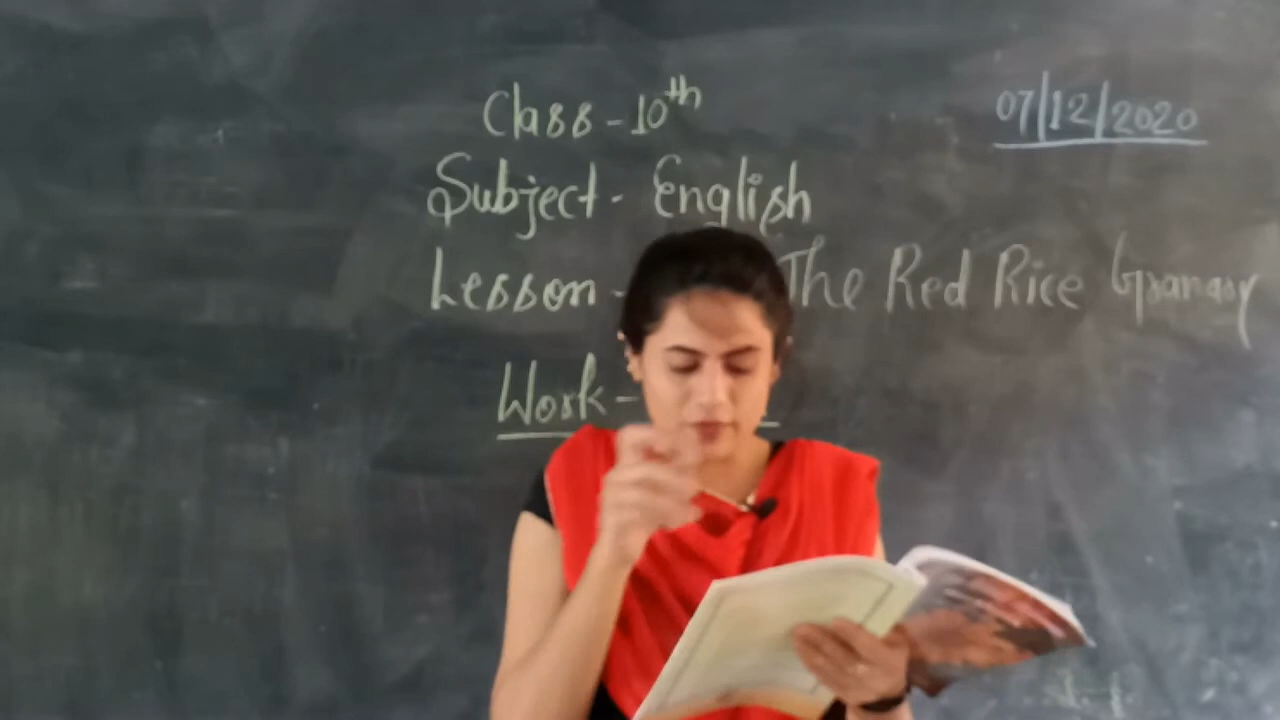 Class - 10th
07/12/2020
Subject - English
Lesson - The Red Rice Granary
Work -